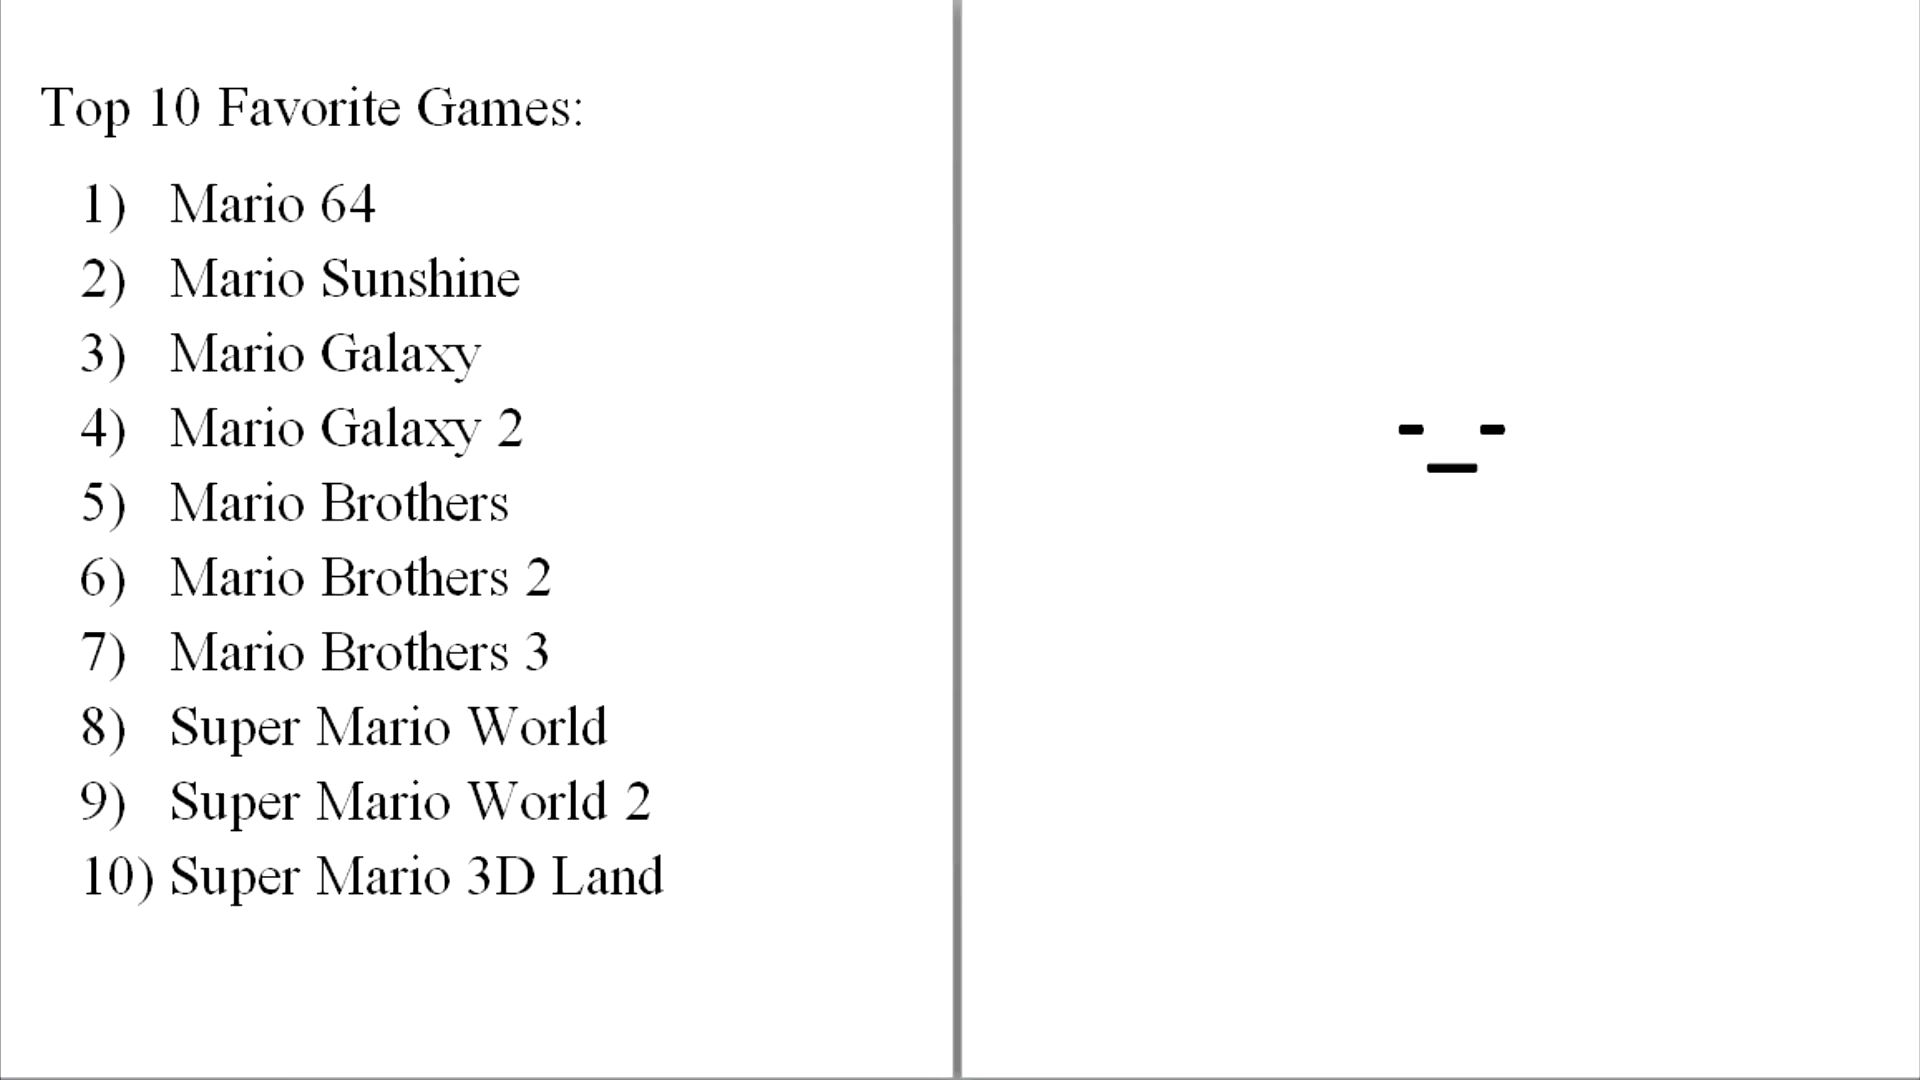 Top 10 Favorite Games:
1) Mario 64
2) Mario Sunshine
3) Mario Galaxy
4) Mario Galaxy 2
5) Mario Brothers
6) Mario Brothers 2
7) Mario Brothers 3
8) Super Mario World
9) Super Mario World 2
10) Super Mario 3D Land
-_-